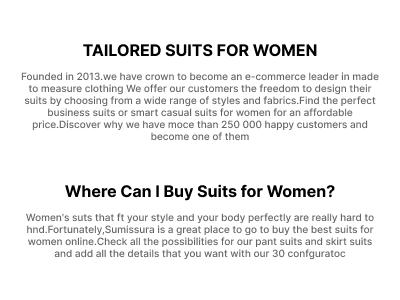 TAILORED SUITS FOR WOMEN
Founded in 2013.we have crown to become an e-commerce leader in made
to measure clothing We offer our customers the freedom to design their
suits by choosing from a wide range of styles and fabrics.Find the perfect
business suits or smart casual suits for women for an affordable
price.Discover why we have moce than 250 000 happy customers and
become one of them
Where Can I Buy Suits for Women?
Women's suts that ft your style and your body perfectly are really hard to
hnd.Fortunately,Sumissura is a great place to go to buy the best suits for
women online.Check all the possibilities for our pant suits and skirt suits
and add all the details that you want with our 30 confguratoc